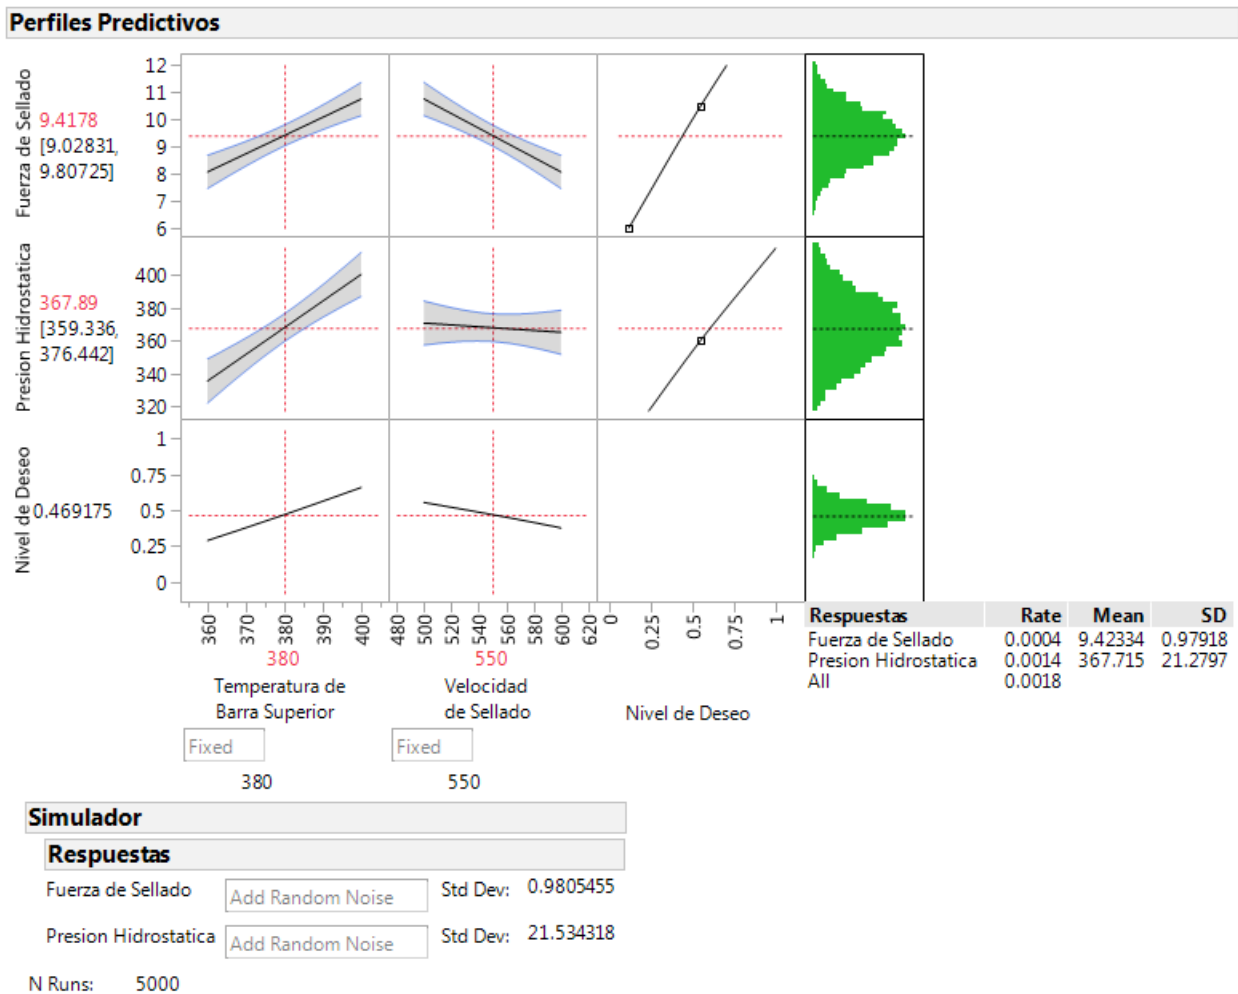 Perfiles Predictivos
Fuerza de Sellado
9.4178
[9.02831,
9.80725]
12
11
10
9
8
7
6
Presion Hidrostatica
367.89
[359.336,
376.442]
400
380
360
340
320
Nivel de Deseo
0.469175
1
0.75
0.5
0.25
0
360
370
380
390
400
380
Temperatura de
Barra Superior
480
500
520
540
560
580
600
620
550
Velocidad
de Sellado
0
0.25
0.5
0.75
1
Nivel de Deseo
Respuestas Rate Mean SD
Fuerza de Sellado 0.0004 9.42334 0.97918
Presion Hidrostatica 0.0014 367.715 21.2797
All 0.0018
Fixed Fixed
380 550
Simulador
Respuestas
Fuerza de Sellado Add Random Noise Std Dev: 0.9805455
Presion Hidrostatica Add Random Noise Std Dev: 21.534318
N Runs: 5000